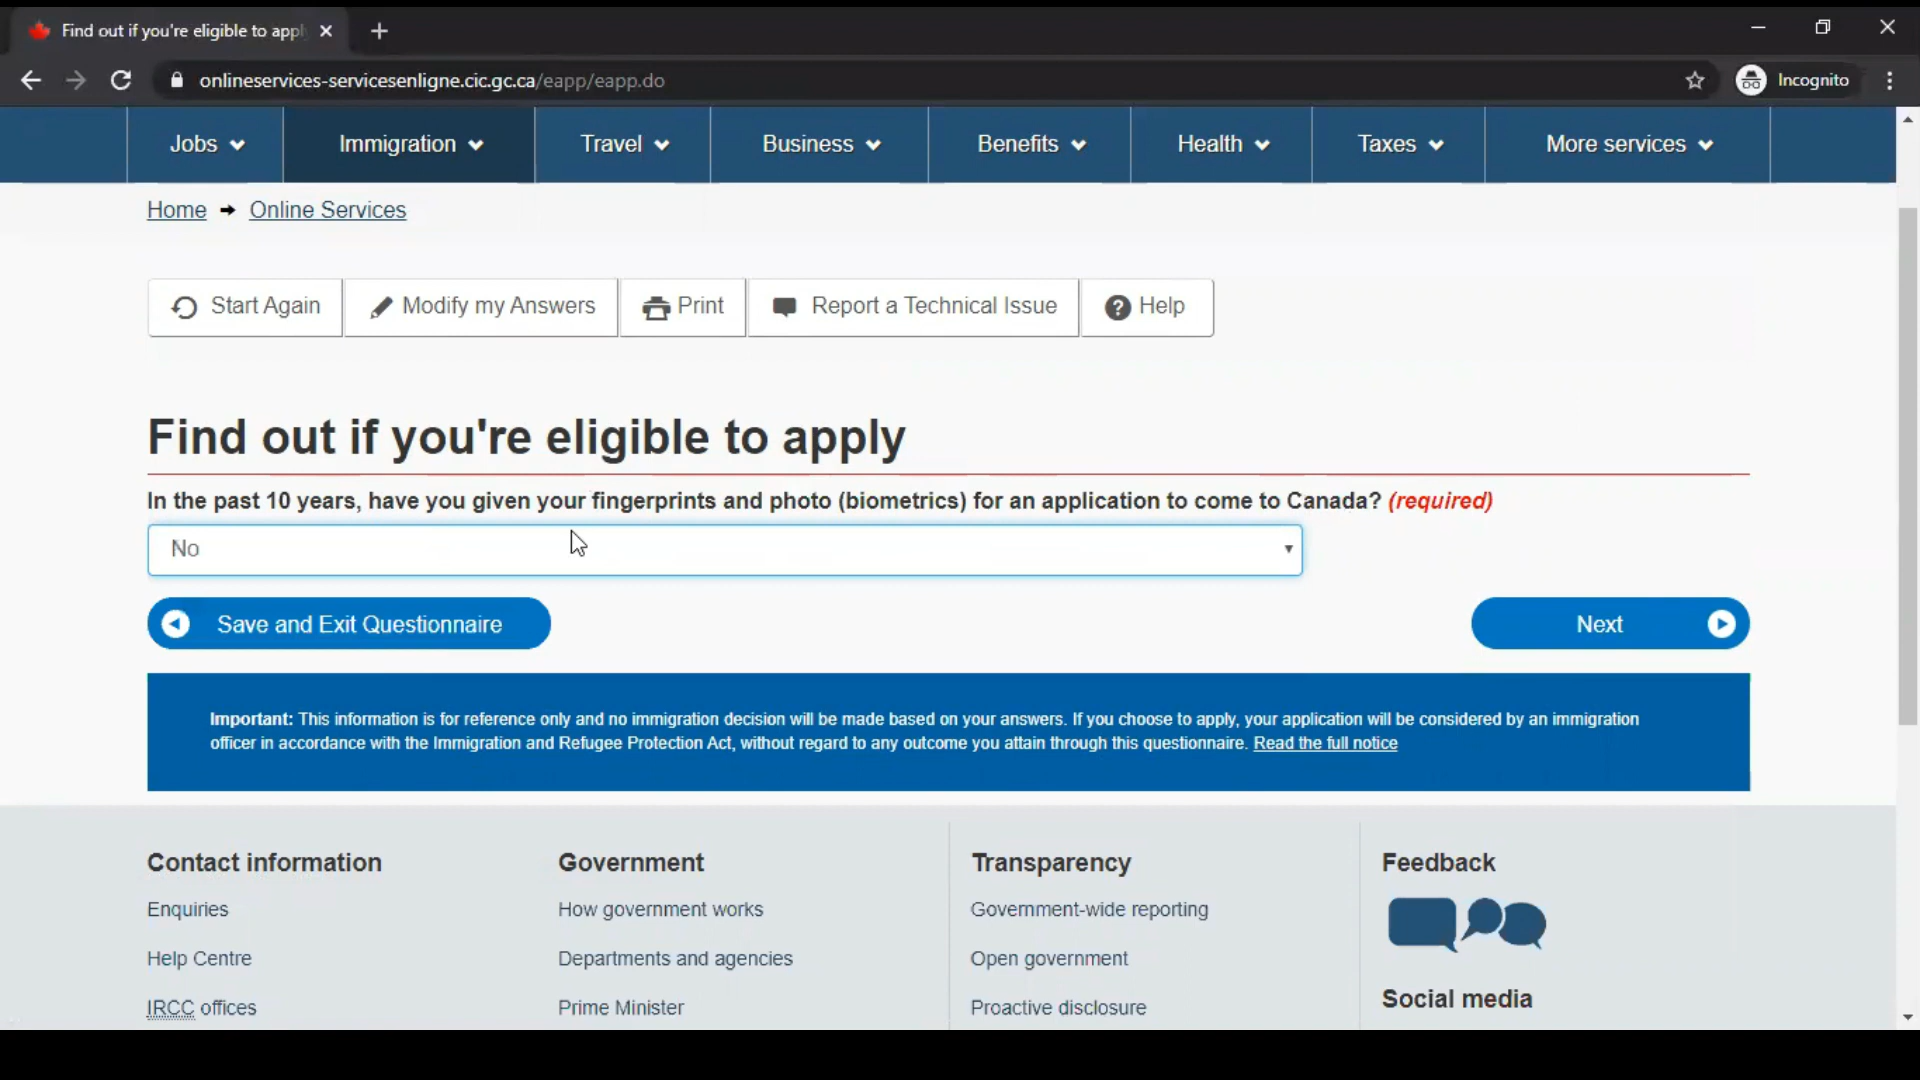 Find out if you're eligible to appl
onlineservices-servicesenligne.cic.gc.ca/eapp/eapp.do
Incognito
Jobs Immigration Travel Business Benefits Health Taxes More services
Home Online Services
Start Again Modify my Answers Print Report a Technical Issue Help
Find out if you're eligible to apply
In the past 10 years, have you given your fingerprints and photo (biometrics) for an application to come to Canada? (required)
No
Save and Exit Questionnaire Next
Important: This information is for reference only and no immigration decision will be made based on your answers. If you choose to apply, your application will be considered by an immigration
officer in accordance with the Immigration and Refugee Protection Act, without regard to any outcome you attain through this questionnaire. Read the full notice
Contact information Government Transparency Feedback
Enquiries How government works Government-wide reporting
Help Centre Departments and agencies Open government
IRCC offices Prime Minister Proactive disclosure Social media